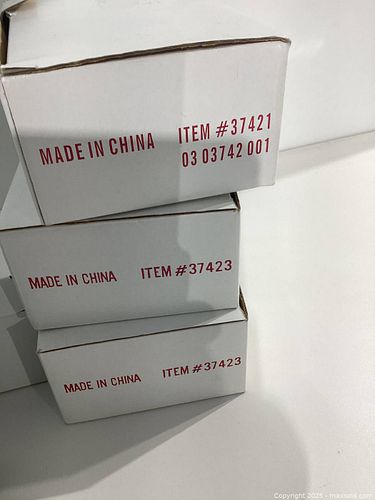 MADE IN CHINA ITEM #37421
03 03742 001
MADE IN CHINA ITEM #37423
MADE IN CHINA ITEM #37423
Copyright 2025 - maxsold.com